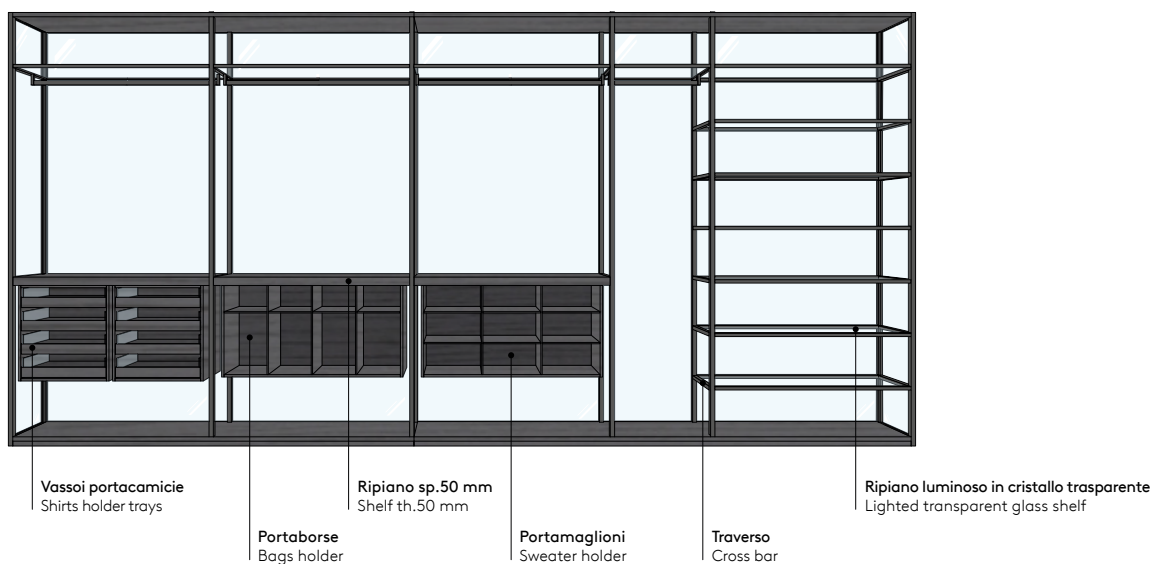 Vassoi portacamicie
Shirts holder trays
Ripiano sp.50 mm
Shelf th.50 mm
Ripiano luminoso in cristallo trasparente
Lighted transparent glass shelf
Portaborse
Bags holder
Portamaglioni
Sweater holder
Traverso
Cross bar